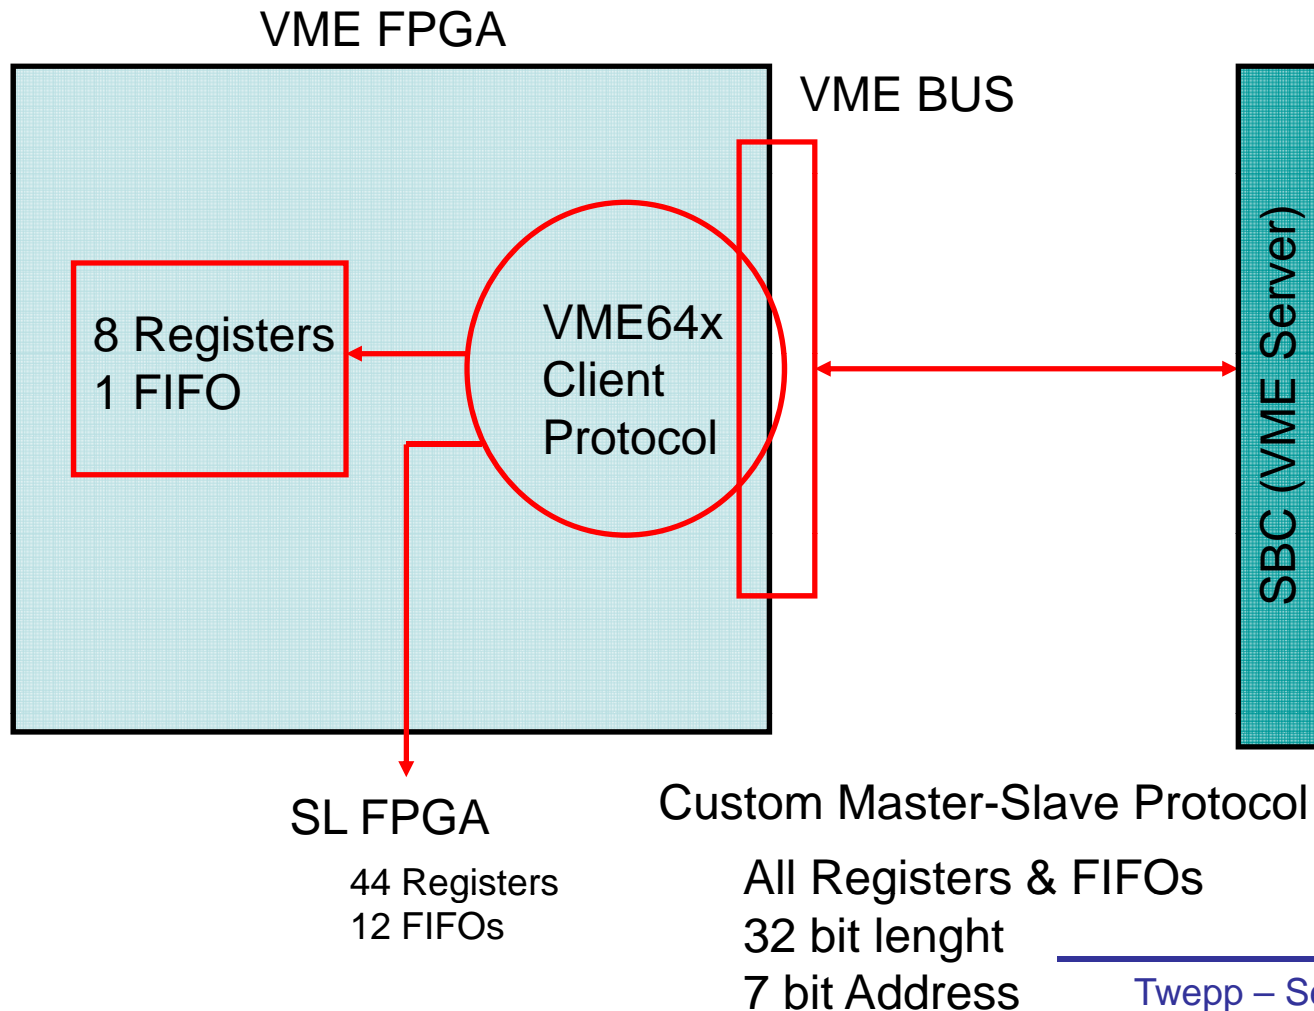 VME FPGA
VME BUS
8 Registers
1 FIFO
VME64x
Client
Protocol
SBC (VME Server)
SL FPGA
44 Registers
12 FIFOs
Custom Master-Slave Protocol
All Registers & FIFOs
32 bit lenght
7 bit Address
Twepp –